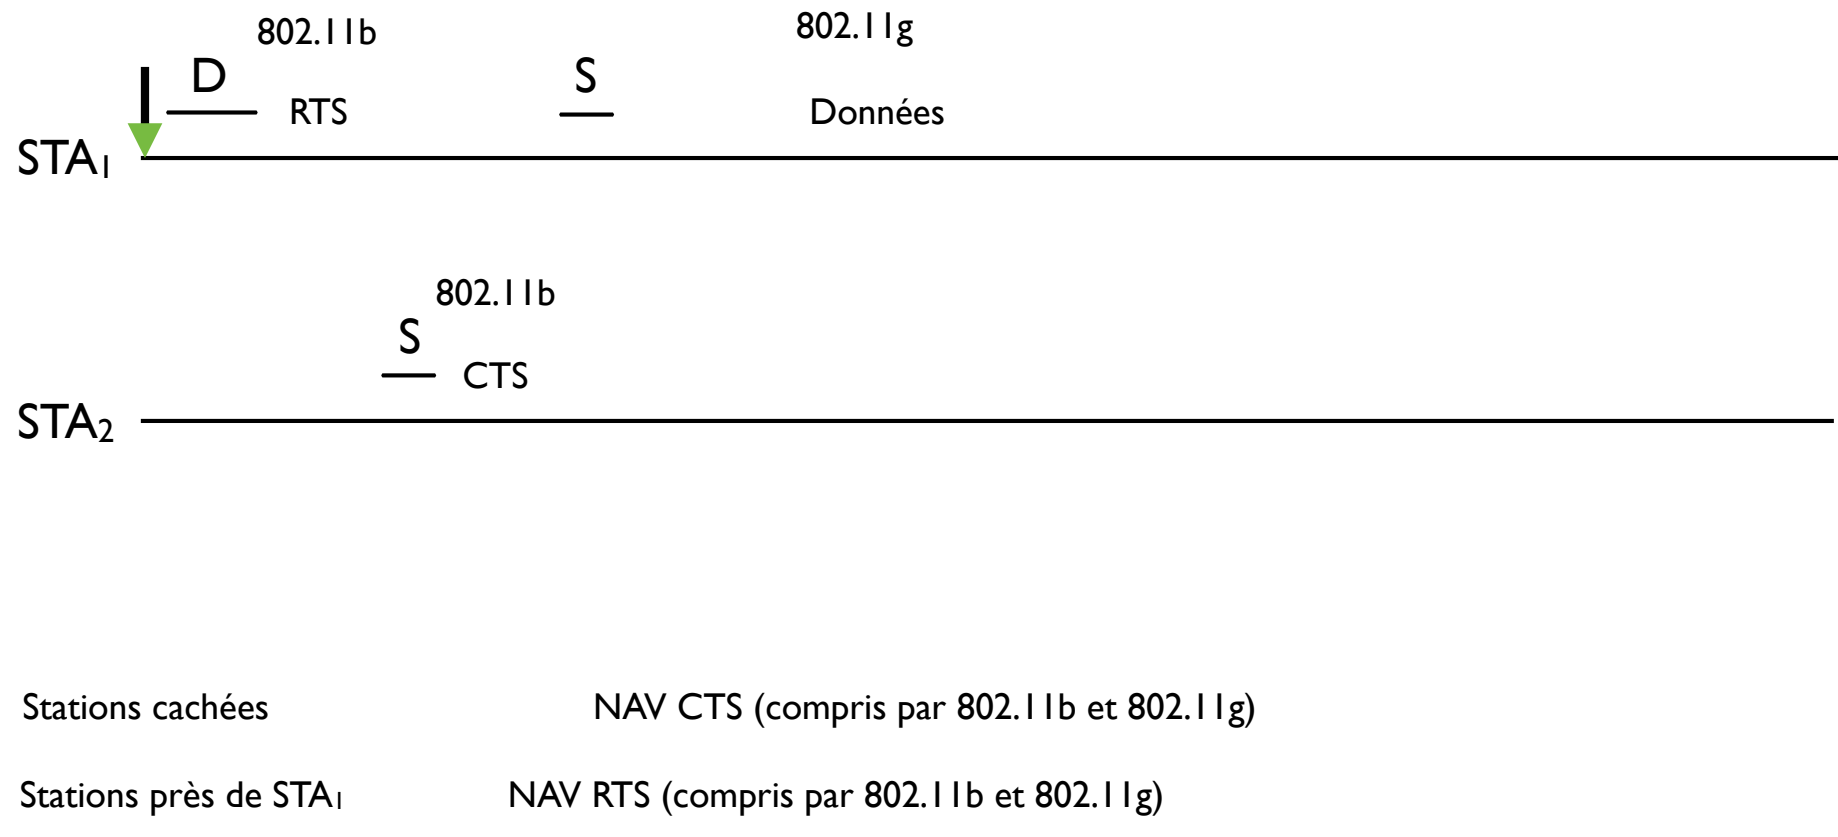 802.11b
802.11g
D
S
RTS
Données
STA₁
802.11b
S
CTS
STA₂
Stations cachées
NAV CTS (compris par 802.11b et 802.11g)
Stations près de STA₁
NAV RTS (compris par 802.11b et 802.11g)